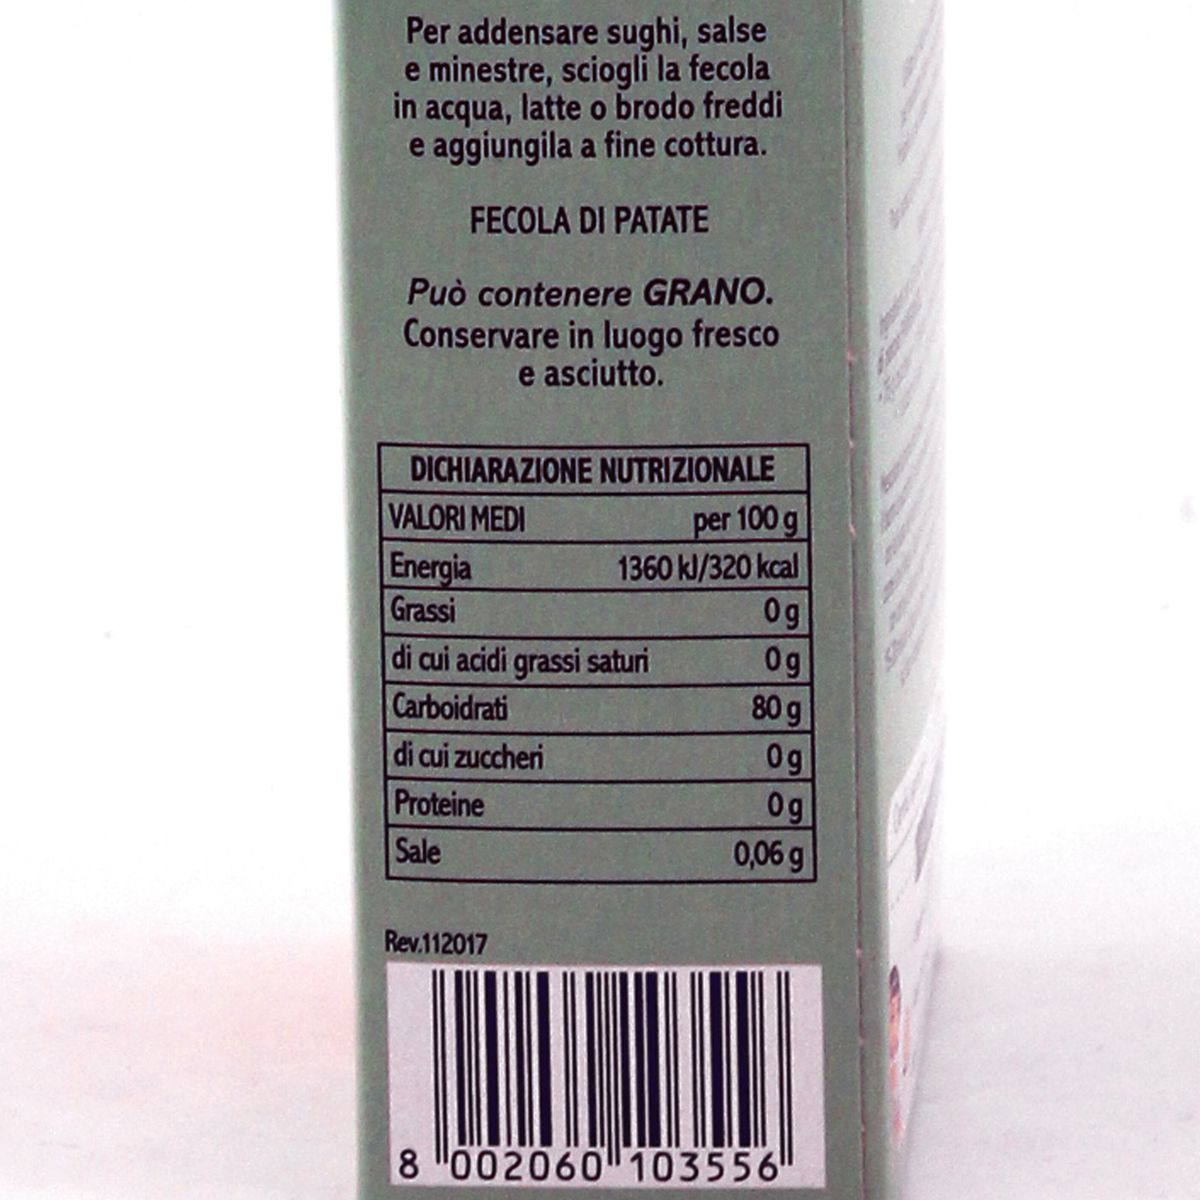 Per addensare sughi, salse
e minestre, sciogli la fecola
in acqua, latte o brodo freddi
e aggiungila a fine cottura.
FECOLA DI PATATE
Può contenere GRANO.
Conservare in luogo fresco
e asciutto.
DICHIARAZIONE NUTRIZIONALE
VALORI MEDI per 100 g
Energia 1360 kJ/320 kcal
Grassi 0 g
di cui acidi grassi saturi 0 g
Carboidrati 80 g
di cui zuccheri 0 g
Proteine 0 g
Sale 0,06 g
Rev.112017
8 002060 103556